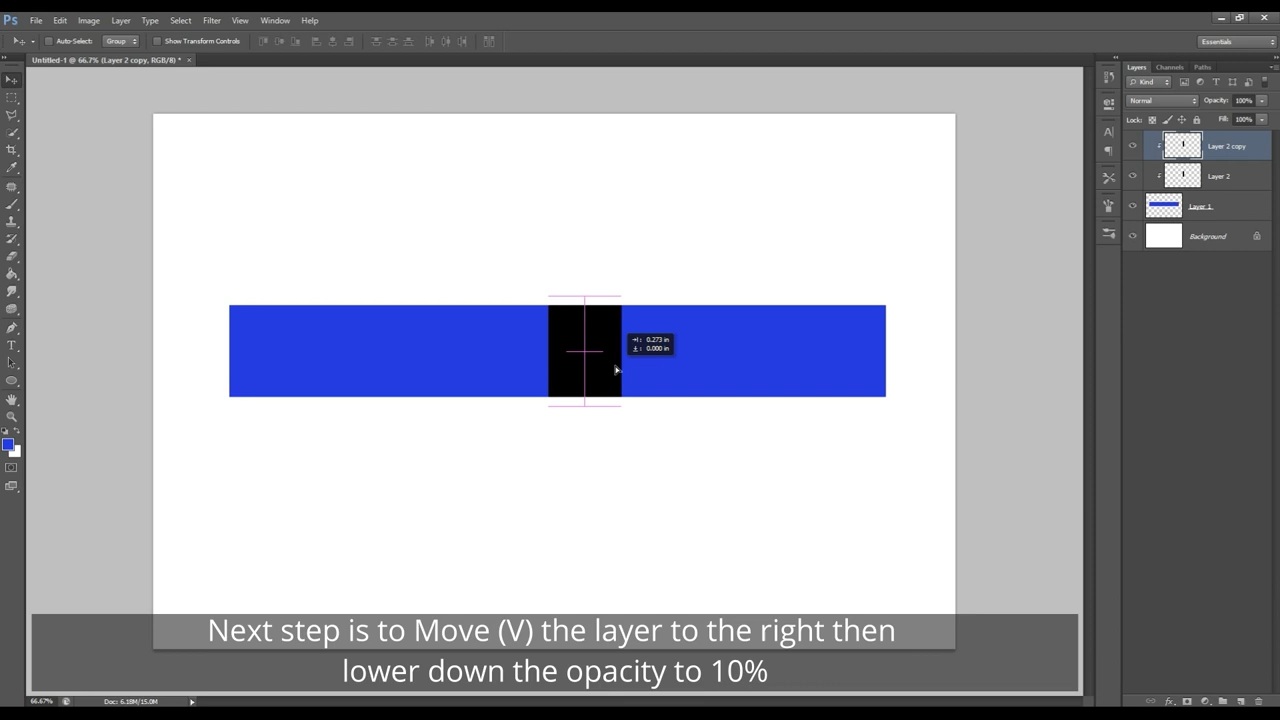 Ps File Edit Image Layer Type Select Filter View Window Help
Auto-Select: Group Show Transform Controls Essentials
Untitled-1 @ 66.7% (Layer 2 copy, RGB/8) * ×
Layers Channels Paths
Kind
Normal Opacity: 100%
Lock: Fill: 100%
Layer 2 copy
Layer 2
Layer 1
Background
0.273 in
0.000 in
Next step is to Move (V) the layer to the right then
lower down the opacity to 10%
66.67% Doc: 6.18M/15.0M